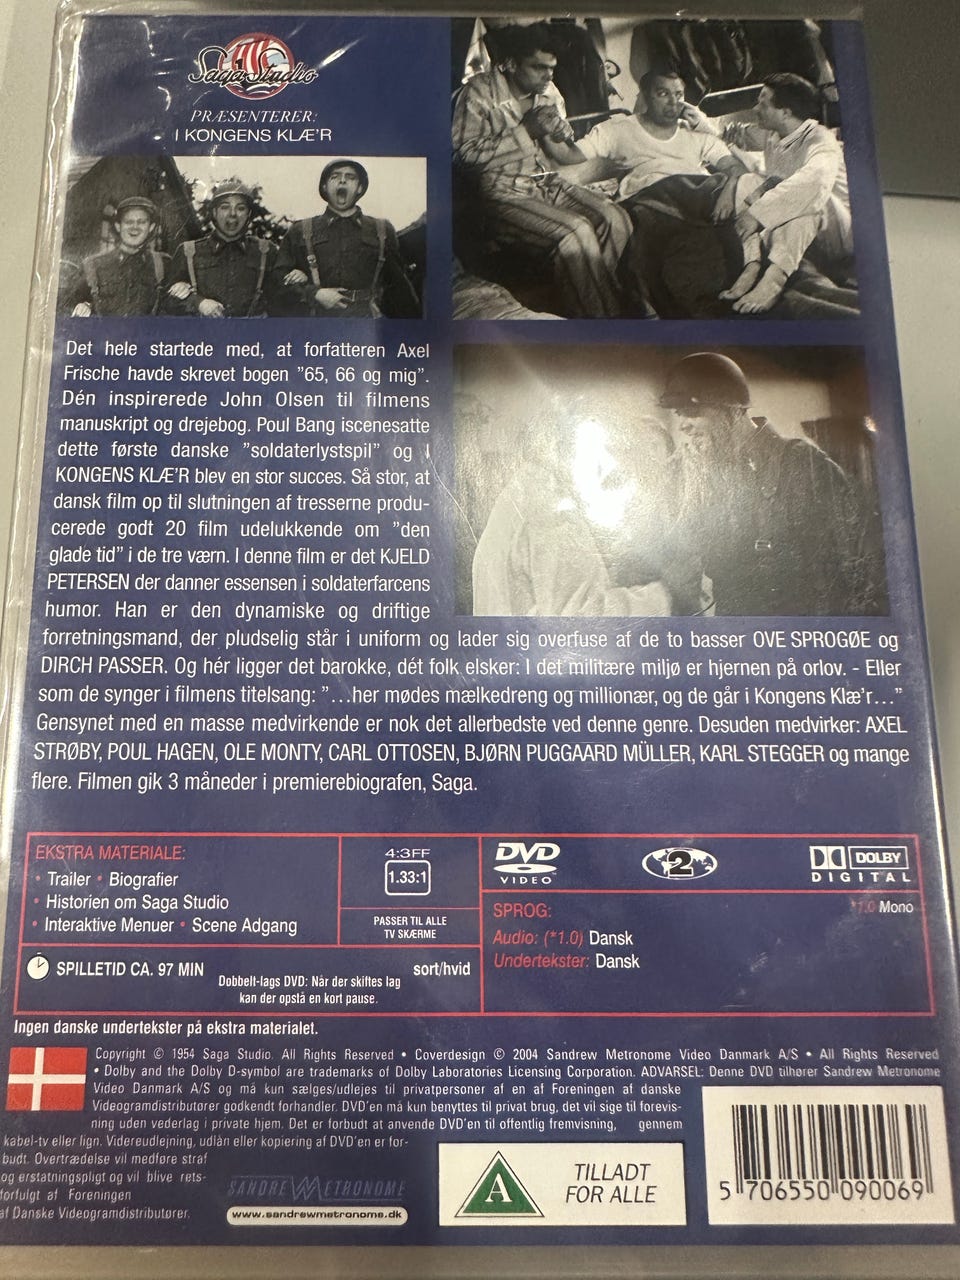 Saga Studio
PRÆSENTERER:
I KONGENS KLÆ'R
Det hele startede med, at forfatteren Axel
Frische havde skrevet bogen "65, 66 og mig".
Dén inspirerede John Olsen til filmens
manuskript og drejebog. Poul Bang iscenesatte
dette første danske "soldaterlystspil" og I
KONGENS KLÆ'R blev en stor succes. Så stor, at
dansk film op til slutningen af tresserne produ-
cerede godt 20 film udelukkende om "den
glade tid" i de tre værn. I denne film er det KJELD
PETERSEN der danner essensen i soldaterfarcens
humor. Han er den dynamiske og driftige
forretningsmand, der pludselig står i uniform og lader sig overfuse af de to basser OVE SPROGØE og
DIRCH PASSER. Og hér ligger det barokke, dét folk elsker: I det militære miljø er hjernen på orlov. - Eller
som de synger i filmens titelsang: "...her mødes mælkedreng og millionær, og de går i Kongens Klæ'r..."
Gensynet med en masse medvirkende er nok det allerbedste ved denne genre. Desuden medvirker: AXEL
STRØBY, POUL HAGEN, OLE MONTY, CARL OTTOSEN, BJØRN PUGGAARD MÜLLER, KARL STEGGER og mange
flere. Filmen gik 3 måneder i premierebiografen, Saga.
EKSTRA MATERIALE:
• Trailer • Biografier
• Historien om Saga Studio
• Interaktive Menuer • Scene Adgang
4:3FF
1.33:1
PASSER TIL ALLE
TV SKÆRME
DVD
VIDEO
2
DOLBY
DIGITAL
SPROG:
*1.0 Mono
Audio: (*1.0) Dansk
Undertekster: Dansk
SPILLETID CA. 97 MIN
sort/hvid
Dobbelt-lags DVD: Når der skiftes lag
kan der opstå en kort pause.
Ingen danske undertekster på ekstra materialet.
Copyright © 1954 Saga Studio. All Rights Reserved • Coverdesign © 2004 Sandrew Metronome Video Danmark A/S • All Rights Reserved
• Dolby and the Dolby D-symbol are trademarks of Dolby Laboratories Licensing Corporation. ADVARSEL: Denne DVD tilhører Sandrew Metronome
Video Danmark A/S og må kun sælges/udlejes til privatpersoner af en af Foreningen af danske
Videogramdistributører godkendt forhandler. DVD'en må kun benyttes til privat brug, det vil sige til forevis-
ning uden vederlag i private hjem. Det er forbudt at anvende DVD'en til offentlig fremvisning, gennem
kabel-tv eller lign. Videreudlejning, udlån eller kopiering af DVD'en er for-
budt. Overtrædelse vil medføre straf
og erstatningspligt og vil blive rets-
forfulgt af Foreningen
af Danske Videogramdistributører.
SANDREW METRONOME
www.sandrewmetronome.dk
A
TILLADT
FOR ALLE
5 706550 090069